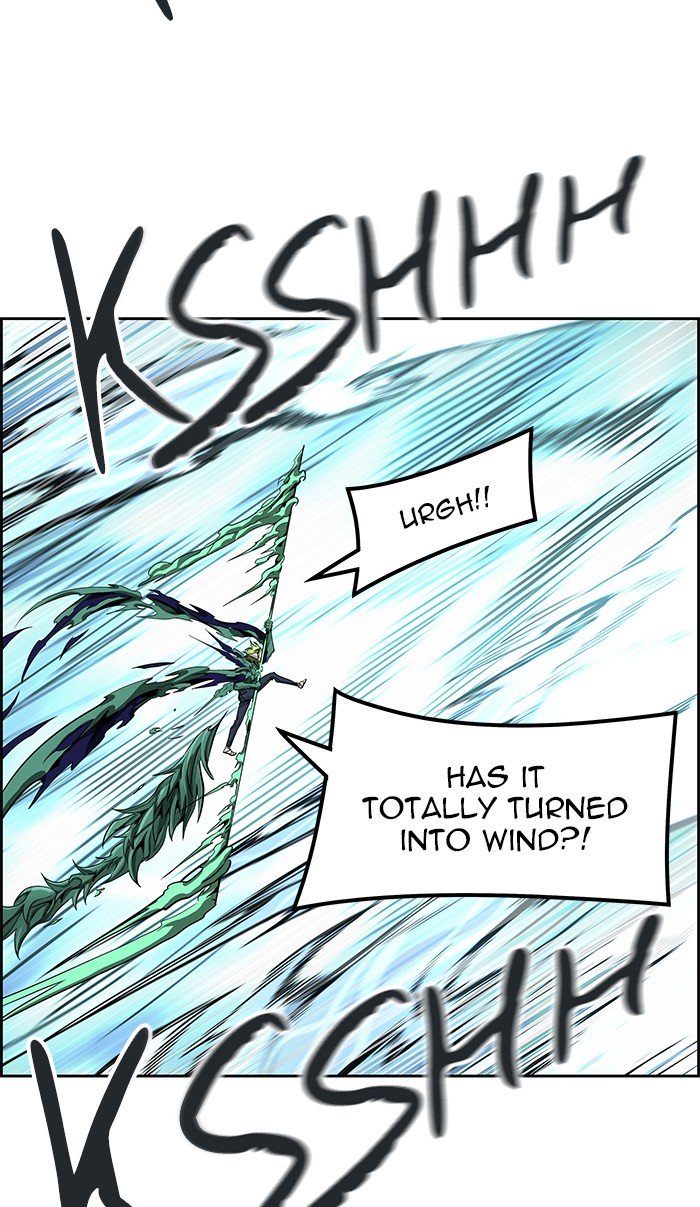 KSSHHH
URGH!!
HAS IT
TOTALLY TURNED
INTO WIND?!
KSSHH